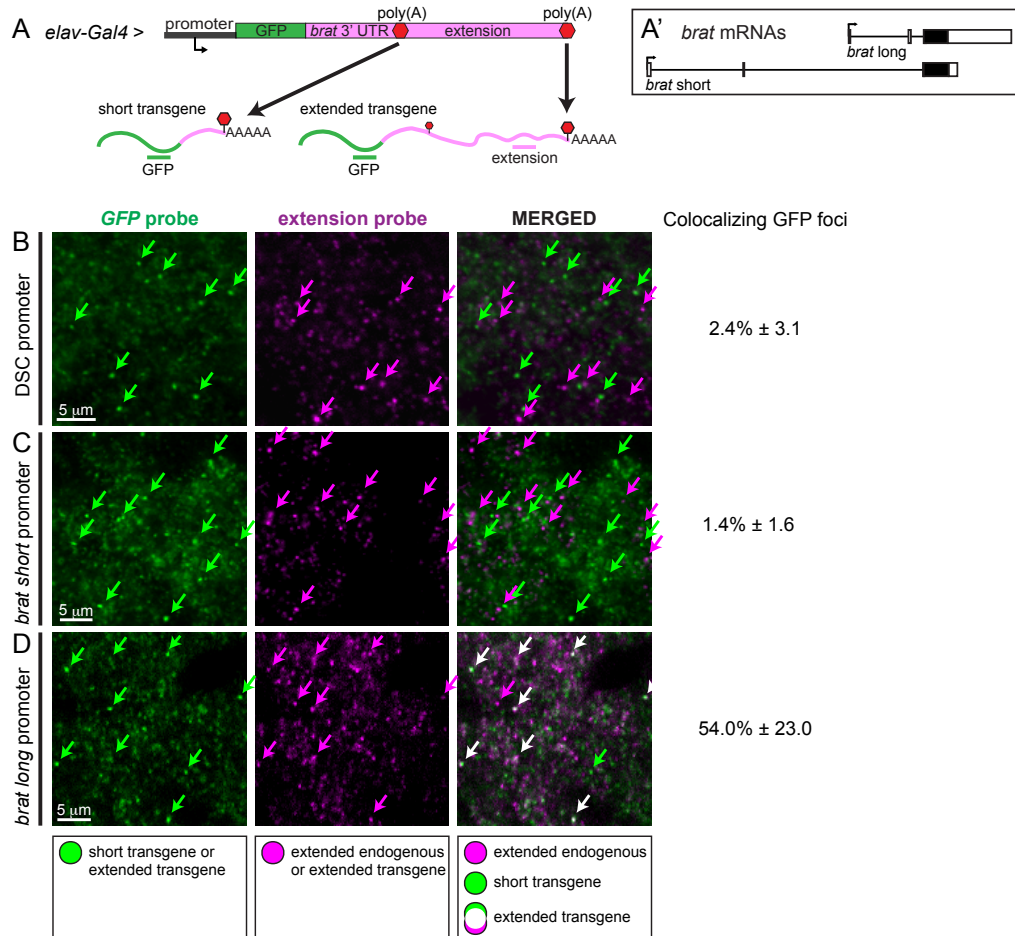 A
elav-Gal4 >
promoter
GFP
brat 3' UTR
poly(A)
extension
poly(A)
short transgene
AAAAA
GFP
extended transgene
AAAAA
GFP
extension
A'
brat mRNAs
brat long
brat short
GFP probe
extension probe
MERGED
Colocalizing GFP foci
B
DSC promoter
5 µm
2.4% ± 3.1
C
brat short promoter
5 µm
1.4% ± 1.6
D
brat long promoter
5 µm
54.0% ± 23.0
short transgene or
extended transgene
extended endogenous
or extended transgene
extended endogenous
short transgene
extended transgene